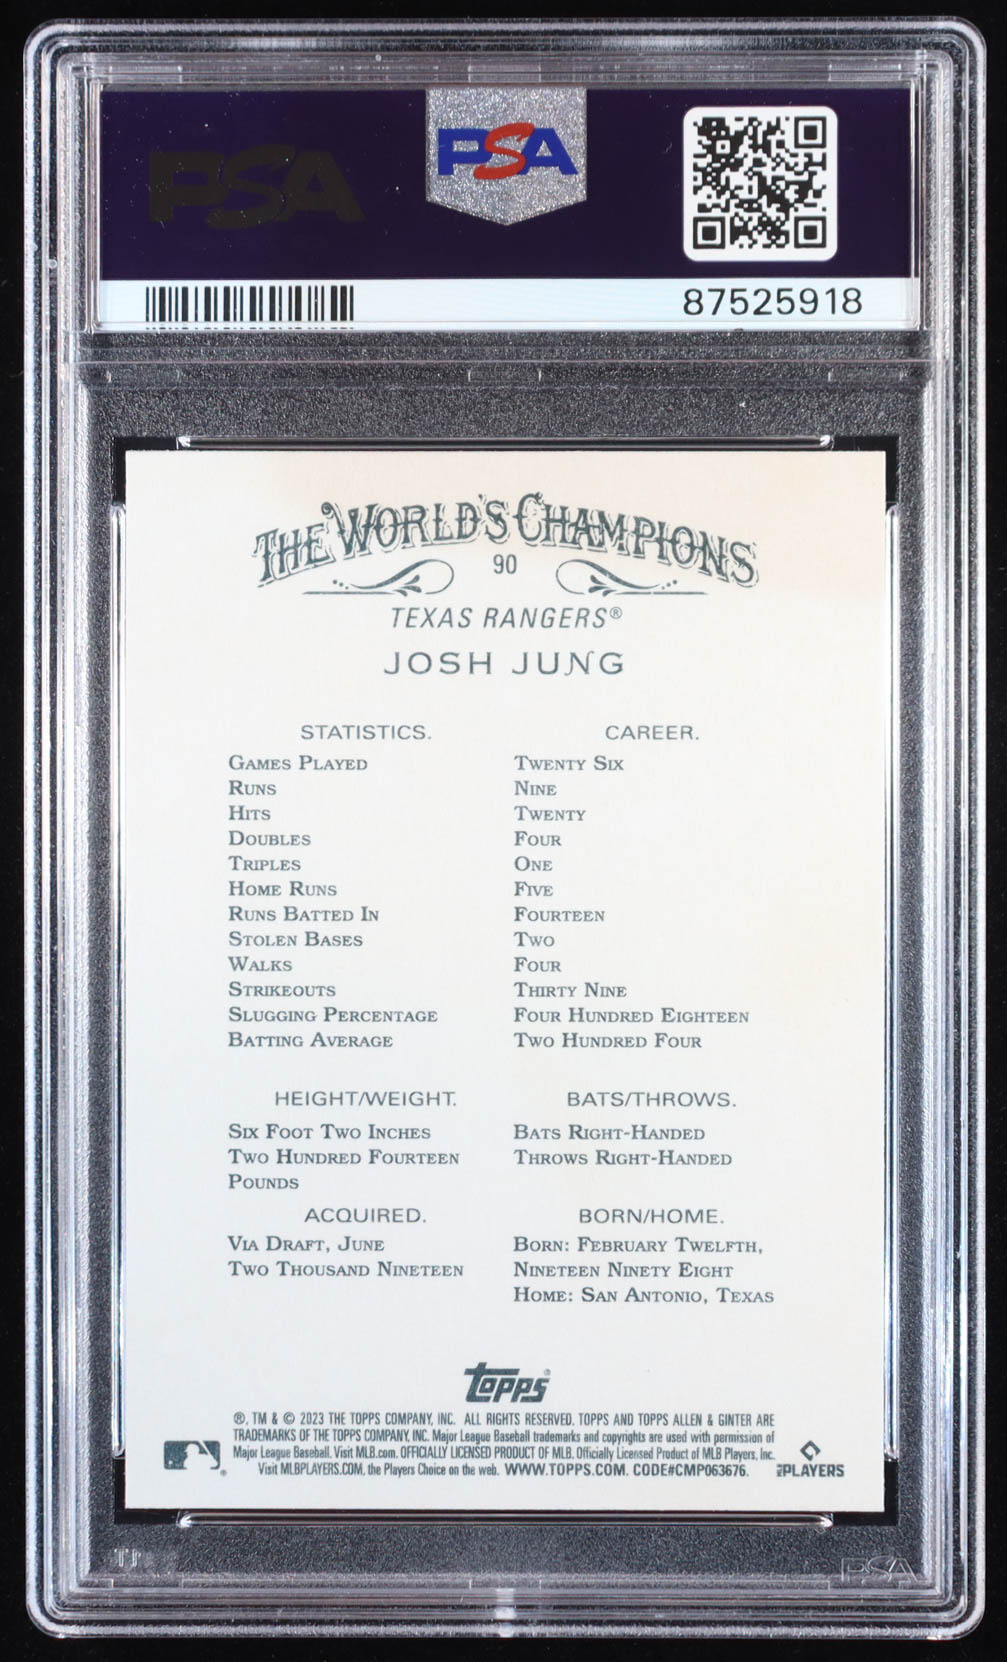 PSA
PSA
87525918
THE WORLD'S CHAMPIONS
90
TEXAS RANGERS®
JOSH JUNG
STATISTICS.
GAMES PLAYED
RUNS
HITS
DOUBLES
TRIPLES
HOME RUNS
RUNS BATTED IN
STOLEN BASES
WALKS
STRIKEOUTS
SLUGGING PERCENTAGE
BATTING AVERAGE
CAREER.
TWENTY SIX
NINE
TWENTY
FOUR
ONE
FIVE
FOURTEEN
TWO
FOUR
THIRTY NINE
FOUR HUNDRED EIGHTEEN
TWO HUNDRED FOUR
HEIGHT/WEIGHT.
SIX FOOT TWO INCHES
TWO HUNDRED FOURTEEN
POUNDS
BATS/THROWS.
BATS RIGHT-HANDED
THROWS RIGHT-HANDED
ACQUIRED.
VIA DRAFT, JUNE
TWO THOUSAND NINETEEN
BORN/HOME.
BORN: FEBRUARY TWELFTH,
NINETEEN NINETY EIGHT
HOME: SAN ANTONIO, TEXAS
TOPPS®
®, TM & © 2023 THE TOPPS COMPANY, INC. ALL RIGHTS RESERVED. TOPPS AND TOPPS ALLEN & GINTER ARE
TRADEMARKS OF THE TOPPS COMPANY, INC. Major League Baseball trademarks and copyrights are used with permission of
Major League Baseball. Visit MLB.com. OFFICIALLY LICENSED PRODUCT OF MLB. Officially Licensed Product of MLB Players, Inc.
Visit MLBPLAYERS.COM, the Players Choice on the web. WWW.TOPPS.COM. CODE#CMP063676.
MLB PLAYERS
PSA